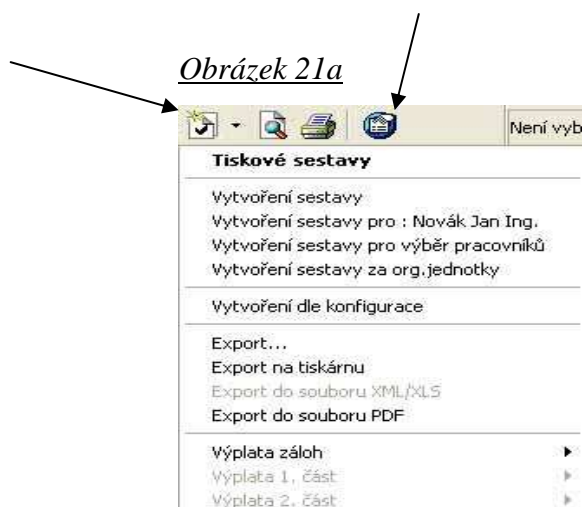 Obrázek 21a
Není vyb
Tiskové sestavy
Vytvoření sestavy
Vytvoření sestavy pro : Novák Jan Ing.
Vytvoření sestavy pro výběr pracovníků
Vytvoření sestavy za org.jednotky
Vytvoření dle konfigurace
Export...
Export na tiskárnu
Export do souboru XML/XLS
Export do souboru PDF
Výplata záloh
Výplata 1. část
Výplata 2. část